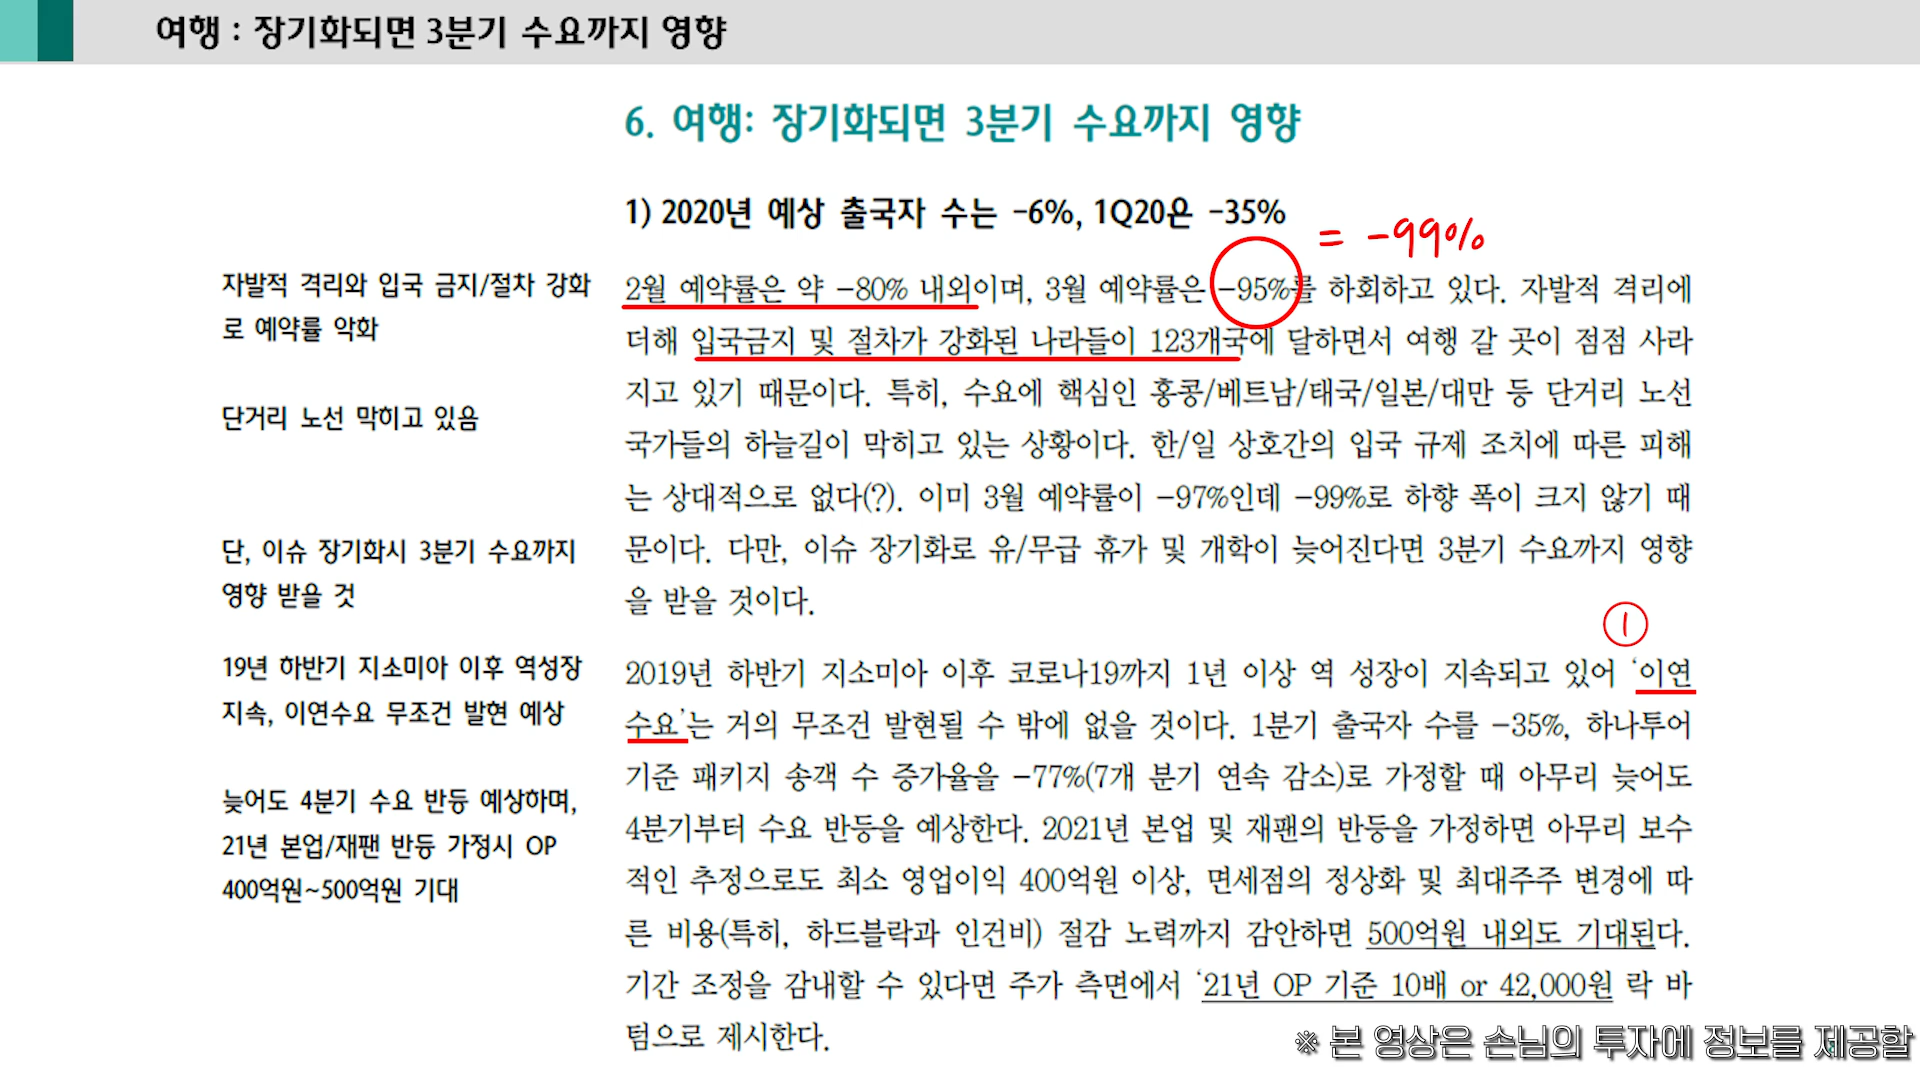 여행 : 장기화되면 3분기 수요까지 영향
6. 여행: 장기화되면 3분기 수요까지 영향
1) 2020년 예상 출국자 수는 -6%, 1Q20은 -35%
= -99%
자발적 격리와 입국 금지/절차 강화
로 예약률 악화
단거리 노선 막히고 있음
단, 이슈 장기화시 3분기 수요까지
영향 받을 것
19년 하반기 지소미아 이후 역성장
지속, 이연수요 무조건 발현 예상
늦어도 4분기 수요 반등 예상하며,
21년 본업/재팬 반등 가정시 OP
400억원~500억원 기대
2월 예약률은 약 -80% 내외이며, 3월 예약률은 -95%를 하회하고 있다. 자발적 격리에
더해 입국금지 및 절차가 강화된 나라들이 123개국에 달하면서 여행 갈 곳이 점점 사라
지고 있기 때문이다. 특히, 수요에 핵심인 홍콩/베트남/태국/일본/대만 등 단거리 노선
국가들의 하늘길이 막히고 있는 상황이다. 한/일 상호간의 입국 규제 조치에 따른 피해
는 상대적으로 없다(?). 이미 3월 예약률이 -97%인데 -99%로 하향 폭이 크지 않기 때
문이다. 다만, 이슈 장기화로 유/무급 휴가 및 개학이 늦어진다면 3분기 수요까지 영향
을 받을 것이다.
①
2019년 하반기 지소미아 이후 코로나19까지 1년 이상 역 성장이 지속되고 있어 ‘이연
수요’는 거의 무조건 발현될 수 밖에 없을 것이다. 1분기 출국자 수를 -35%, 하나투어
기준 패키지 송객 수 증가율을 -77%(7개 분기 연속 감소)로 가정할 때 아무리 늦어도
4분기부터 수요 반등을 예상한다. 2021년 본업 및 재팬의 반등을 가정하면 아무리 보수
적인 추정으로도 최소 영업이익 400억원 이상, 면세점의 정상화 및 최대주주 변경에 따
른 비용(특히, 하드블락과 인건비) 절감 노력까지 감안하면 500억원 내외도 기대된다.
기간 조정을 감내할 수 있다면 주가 측면에서 ‘21년 OP 기준 10배 or 42,000원 락 바
텀으로 제시한다.
※ 본 영상은 손님의 투자에 정보를 제공할